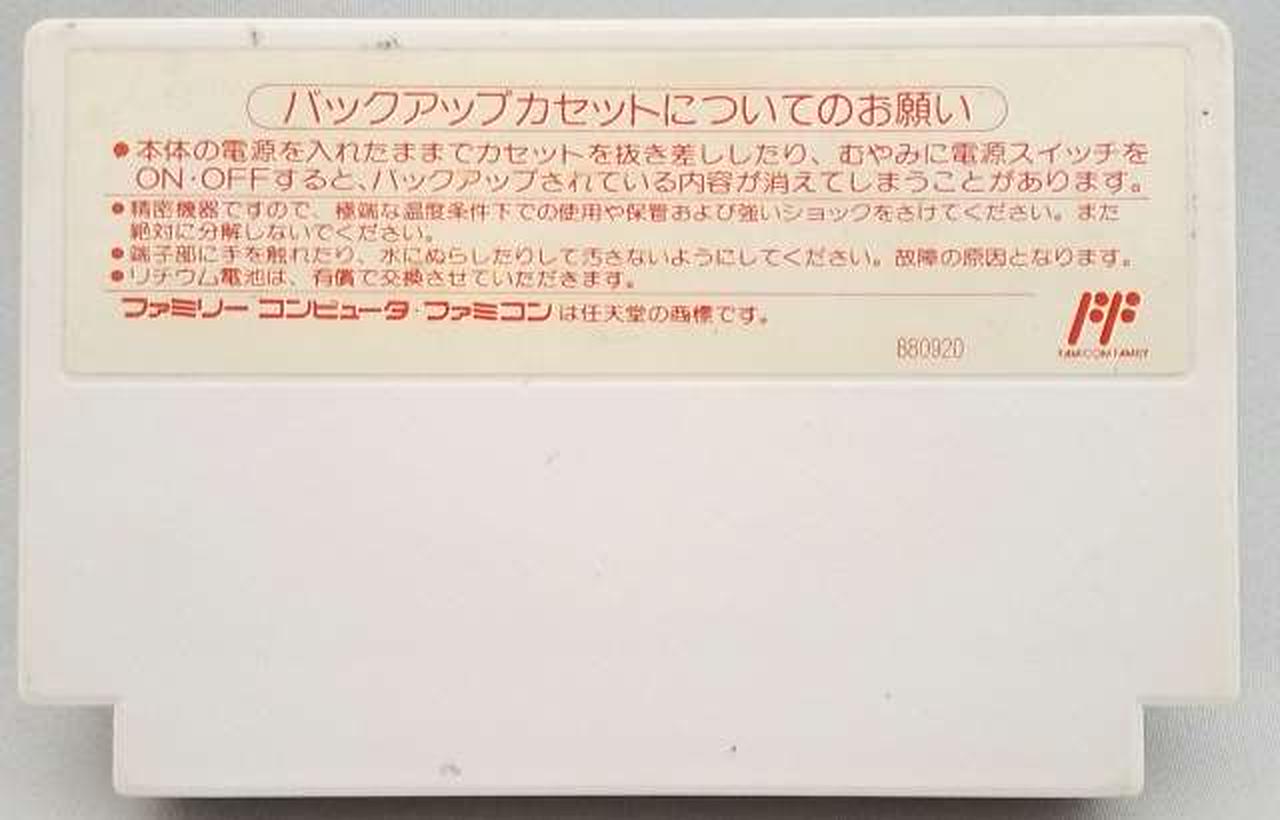 バックアップカセットについてのお願い
●本体の電源を入れたままでカセットを抜き差ししたり、むやみに電源スイッチを
ON・OFFすると、バックアップされている内容が消えてしまうことがあります。
●精密機器ですので、極端な温度条件下での使用や保管および強いショックをさけてください。また
絶対に分解しないでください。
●端子部に手を触れたり、水にぬらしたりして汚さないようにしてください。故障の原因となります。
●リチウム電池は、有償で交換させていただきます。
ファミリー コンピュータ・ファミコンは任天堂の商標です。
880920
FAMICOM FAMILY